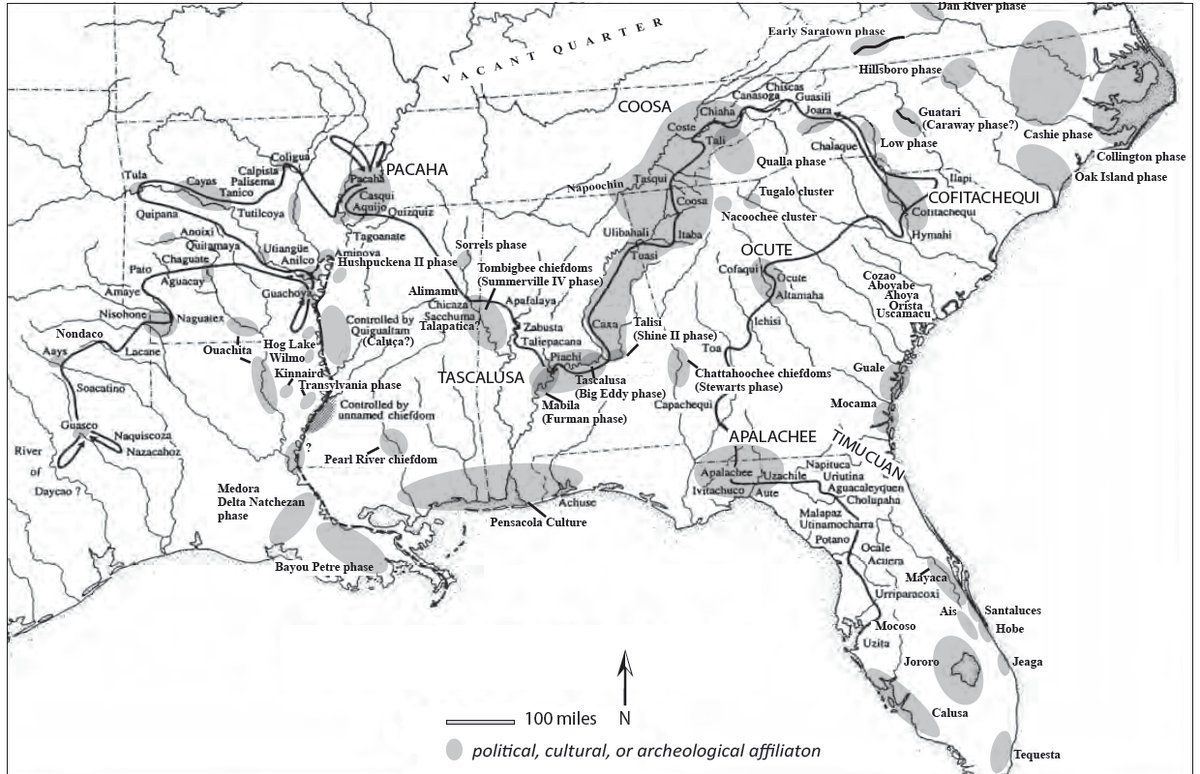 Dan River phase
Early Saratown phase
VACANT QUARTER
Hillsboro phase
COOSA
Chiscas
Canasoga
Guasili
Chiaha
Joara
Guatari
(Caraway phase?)
Cashie phase
Coste
Tali
Chalaque
Low phase
Collington phase
Coligua
PACAHA
Pacaha
Qualla phase
Oak Island phase
Tula
Cayas
Calpista
Palisema
Tanico
Casqui
Aquijo
Quizquiz
Napoochin
Tasqui
Tugalo cluster
Ilapi
COFITACHEQUI
Cofitachequi
Quipana
Tutilcoya
Coosa
Nacoochee cluster
Hymahi
Anoixi
Quitamaya
Tagoanate
Ulibahali
Itaba
Sorrels phase
Tuasi
OCUTE
Utiangüe
Anilco
Aminova
Hushpuckena II phase
Chaguate
Pato
Aguacay
Tombigbee chiefdoms
(Summerville IV phase)
Cofaqui
Ocute
Altamaha
Cozao
Aboyabe
Ahoya
Orista
Uscamacu
Amaye
Guachoya
Alimamu
Chicaza
Sacchuma
Talapatica?
Apafalaya
Nisohone
Naguatex
Controlled by
Quigualtam
(Caluça?)
Zabusta
Taliepacana
Caxa
Talisi
(Shine II phase)
Ichisi
Nondaco
Aays
Lacane
Ouachita
Hog Lake
Wilmo
Piachi
Toa
Guale
Kinnaird
Transylvania phase
TASCALUSA
Tascalusa
(Big Eddy phase)
Chattahoochee chiefdoms
(Stewarts phase)
Soacatino
Controlled by
unnamed chiefdom
Mabila
(Furman phase)
Capachequi
Mocama
Guasco
Naquiscoza
Nazacahoz
?
Pearl River chiefdom
APALACHEE
TIMUCUAN
River
of
Daycao ?
Apalachee
Uzachile
Napituca
Uriutina
Aguacaleyquen
Cholupaha
Ivitachuco
Aute
Medora
Delta Natchezan
phase
Achuse
Pensacola Culture
Malapaz
Utinamocharra
Potano
Ocale
Acuera
Bayou Petre phase
Mayaca
Urriparacoxi
Ais
Santaluces
Hobe
Mocoso
Uzita
Jororo
Jeaga
Calusa
Tequesta
100 miles N
political, cultural, or archeological affiliaton